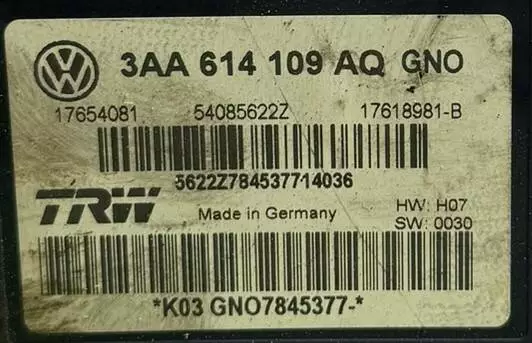 3AA 614 109 AQ GNO
17654081 54085622Z 17618981-B
5622Z784537714036
TRW Made in Germany HW: H07
SW: 0030
*K03 GNO7845377-*